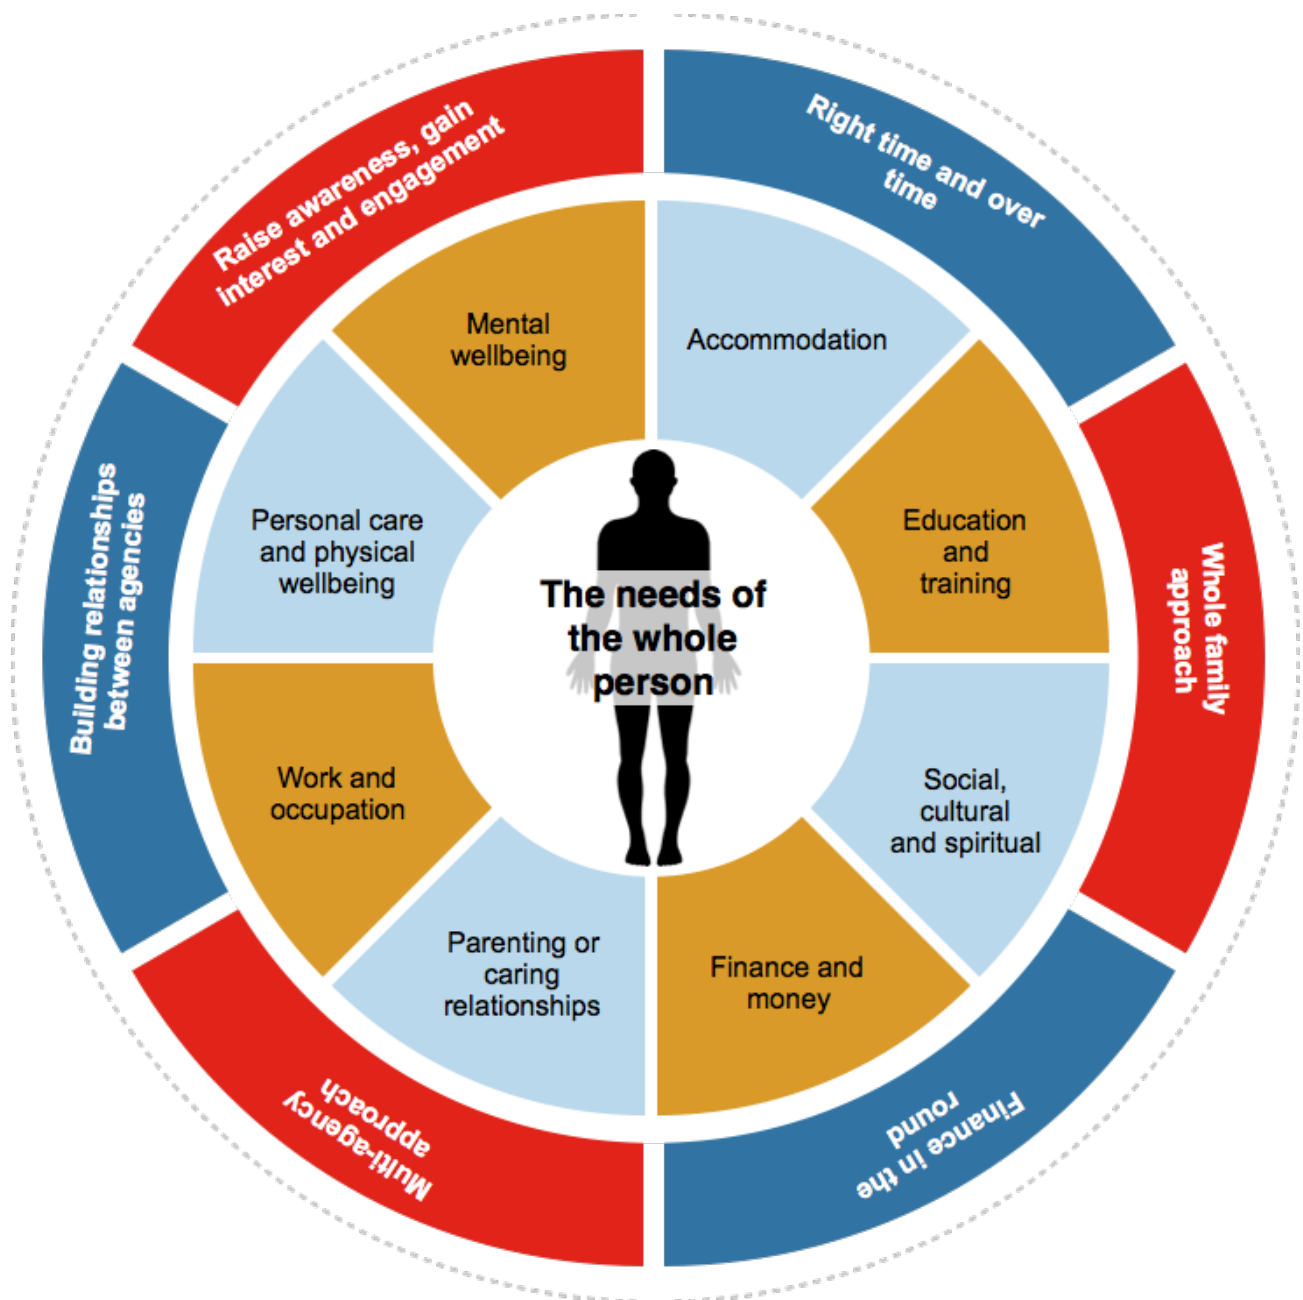 Raise awareness, gain
interest and engagement
Right time and over
time
Whole family
approach
Finance in the
round
Multi-agency
approach
Building relationships
between agencies
Mental
wellbeing
Accommodation
Education
and
training
Social,
cultural
and spiritual
Finance and
money
Parenting or
caring
relationships
Work and
occupation
Personal care
and physical
wellbeing
The needs of
the whole
person